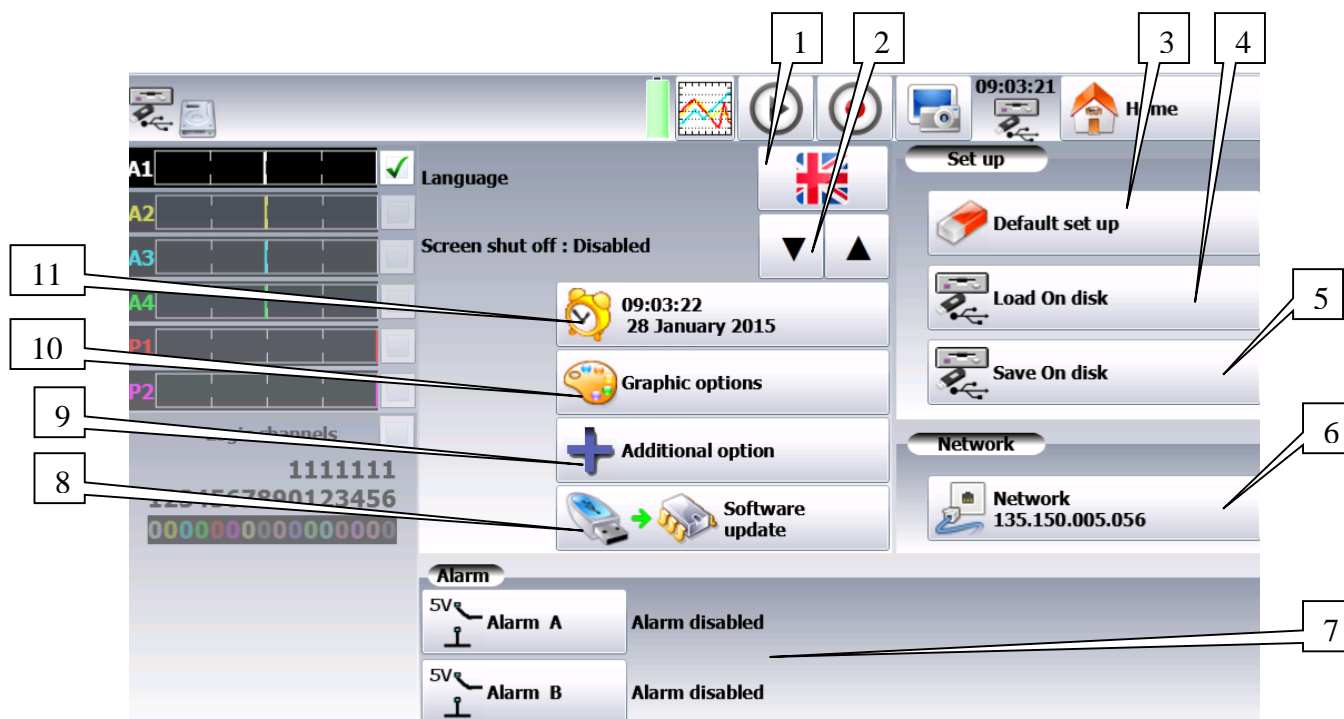 1
2
3
4
09:03:21
Home
A1
Language
Set up
A2
Default set up
A3
Screen shut off : Disabled
11
A4
09:03:22
28 January 2015
Load On disk
5
P1
10
Graphic options
Save On disk
P2
9
channels
Additional option
Network
6
1111111
8
1234567890123456
Software
update
Network
135.150.005.056
0000000000000000
Alarm
5V
Alarm A
Alarm disabled
7
5V
Alarm B
Alarm disabled